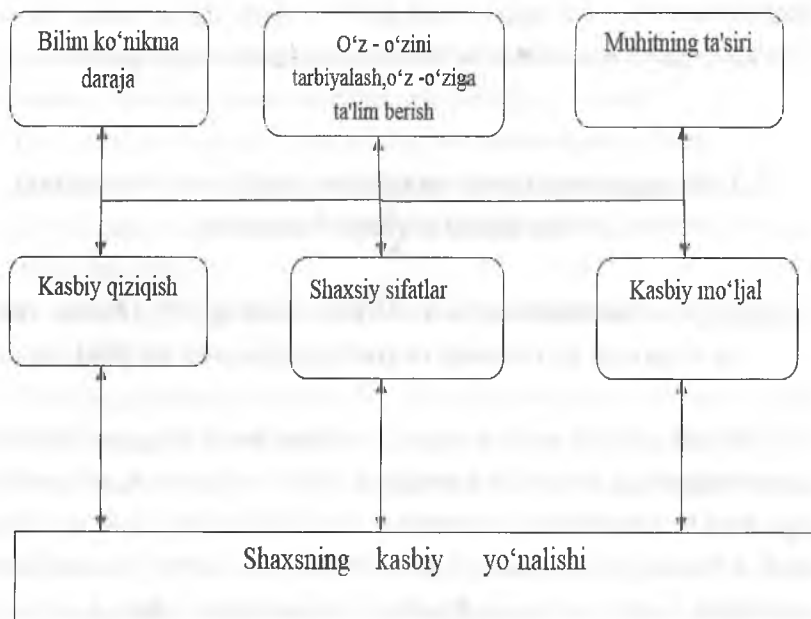 Bilim ko‘nikma
daraja
O‘z - o‘zini
tarbiyalash,o‘z -o‘ziga
ta'lim berish
Muhitning ta'siri
Kasbiy qiziqish
Shaxsiy sifatlar
Kasbiy mo‘ljal
Shaxsning kasbiy yo‘nalishi